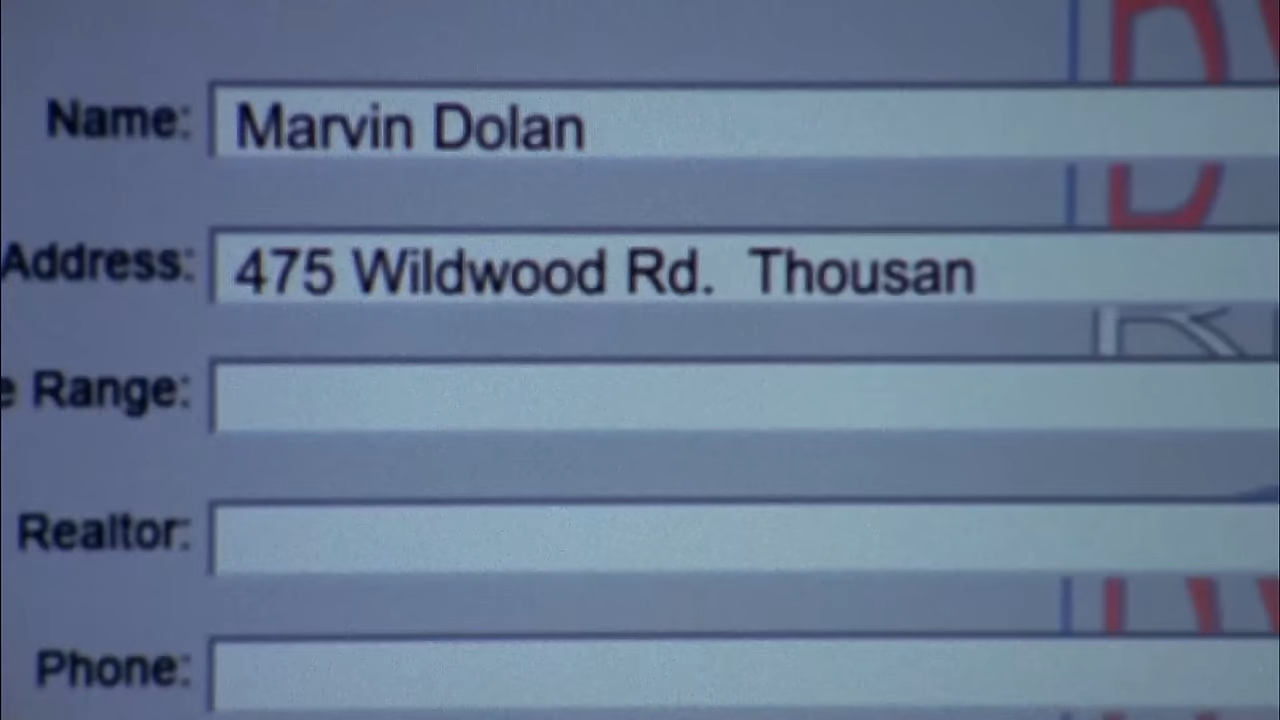 Name: Marvin Dolan
Address: 475 Wildwood Rd. Thousan
Range:
Realtor:
Phone: